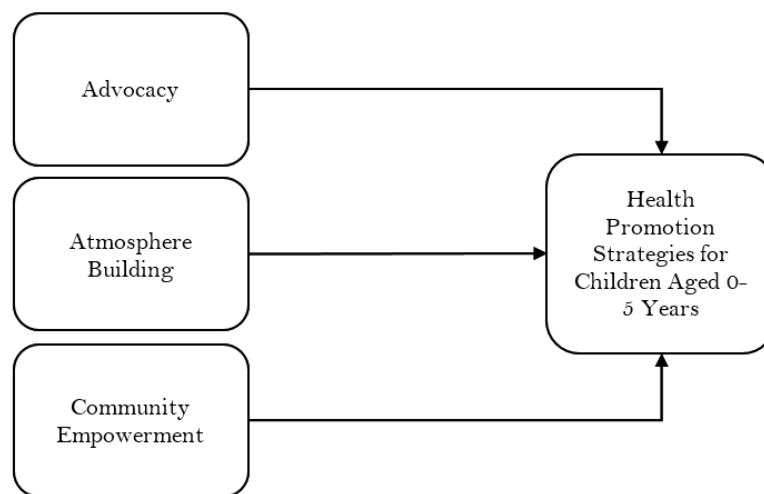 Advocacy
Atmosphere
Building
Community
Empowerment
Health
Promotion
Strategies for
Children Aged 0-
5 Years